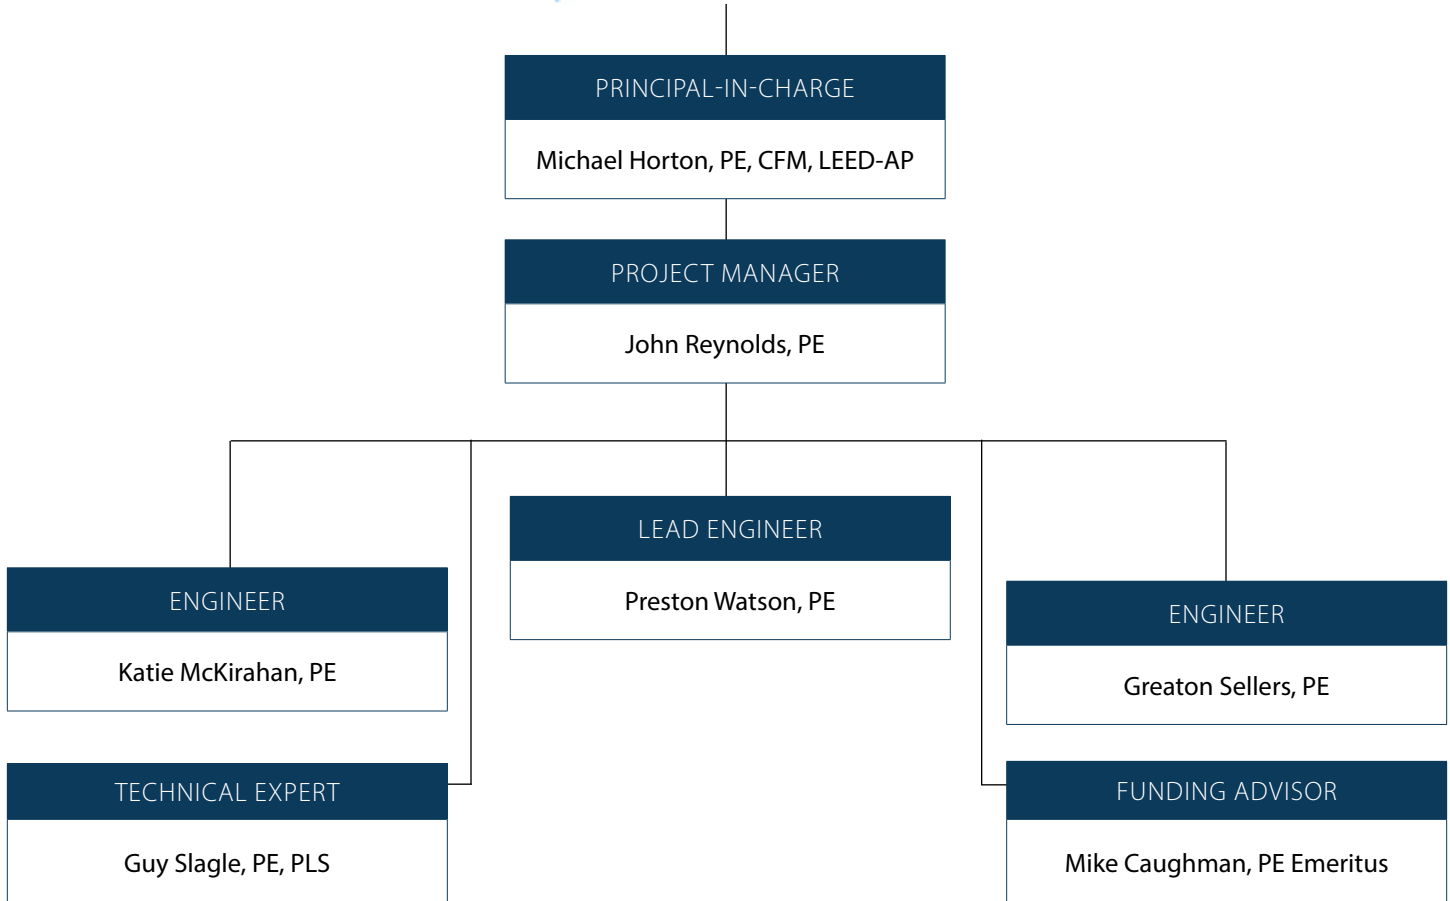 PRINCIPAL-IN-CHARGE
Michael Horton, PE, CFM, LEED-AP
PROJECT MANAGER
John Reynolds, PE
LEAD ENGINEER
Preston Watson, PE
ENGINEER
Katie McKirahan, PE
ENGINEER
Greaton Sellers, PE
TECHNICAL EXPERT
Guy Slagle, PE, PLS
FUNDING ADVISOR
Mike Caughman, PE Emeritus